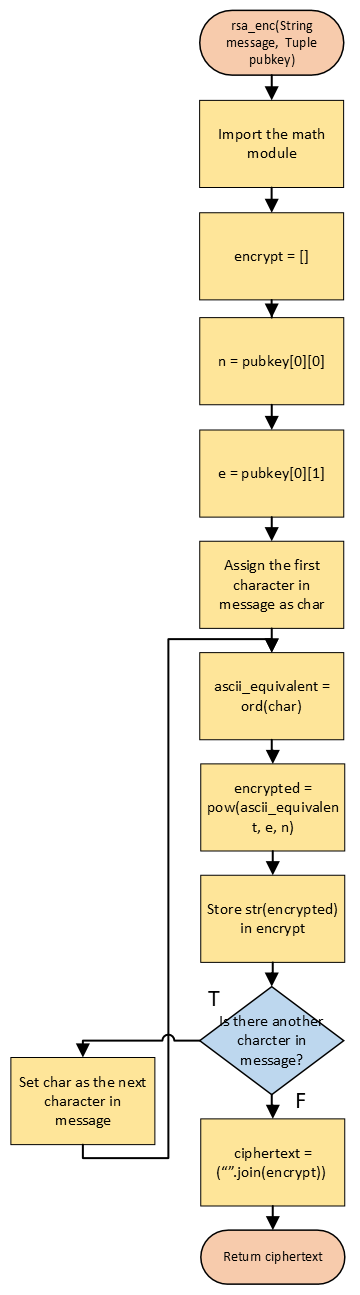 rsa_enc(String
message, Tuple
pubkey)
Import the math
module
encrypt = []
n = pubkey[0][0]
e = pubkey[0][1]
Assign the first
character in
message as char
ascii_equivalent =
ord(char)
encrypted =
pow(ascii_equivalen
t, e, n)
Store str(encrypted)
in encrypt
T
Is there another
charcter in
message?
Set char as the next
character in
message
F
ciphertext =
(“”.join(encrypt))
Return ciphertext